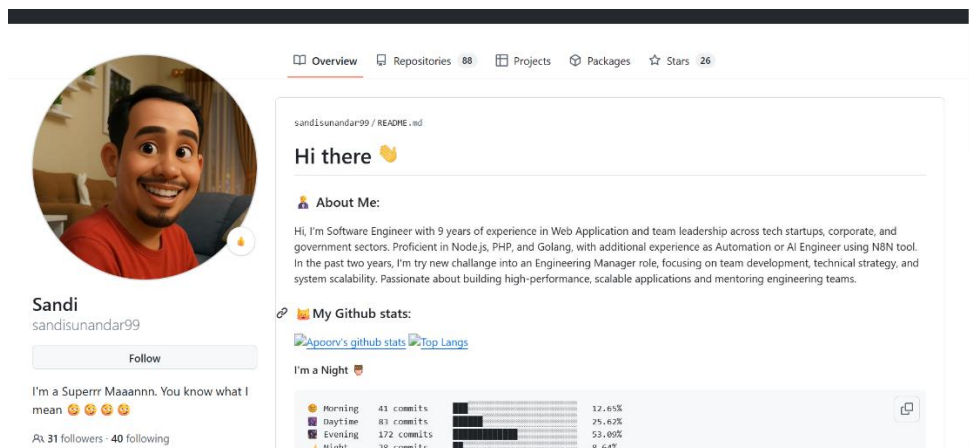 Overview Repositories 88 Projects Packages Stars 26
sandisunandar99 / README.md
Hi there 👋
About Me:
Hi, I'm Software Engineer with 9 years of experience in Web Application and team leadership across tech startups, corporate, and
government sectors. Proficient in Node.js, PHP, and Golang, with additional experience as Automation or AI Engineer using N8N tool.
In the past two years, I'm try new challange into an Engineering Manager role, focusing on team development, technical strategy, and
system scalability. Passionate about building high-performance, scalable applications and mentoring engineering teams.
My Github stats:
Apoorv's github stats Top Langs
I'm a Night
Morning 41 commits 12.65%
Daytime 83 commits 25.62%
Evening 172 commits 53.09%
Night 28 commits 8.64%
Sandi
sandisunandar99
Follow
I'm a Superrr Maaannn. You know what I
mean
31 followers · 40 following